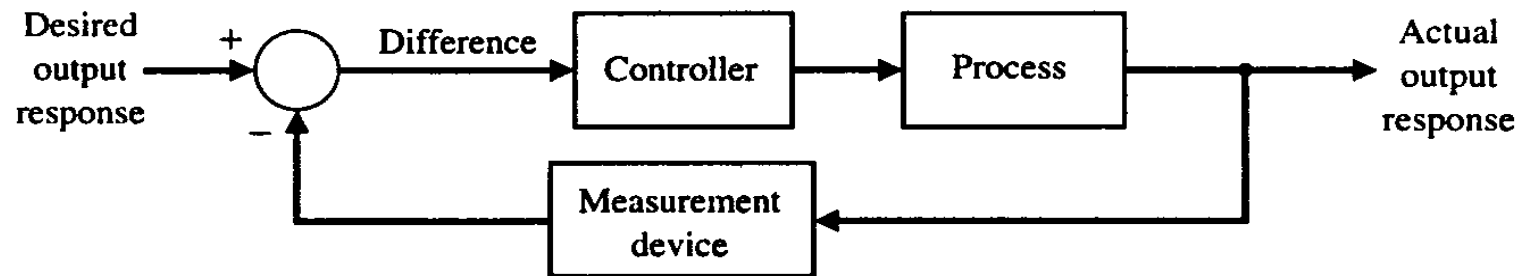 Desired
output
response
+
−
Difference
Controller
Process
Actual
output
response
Measurement
device